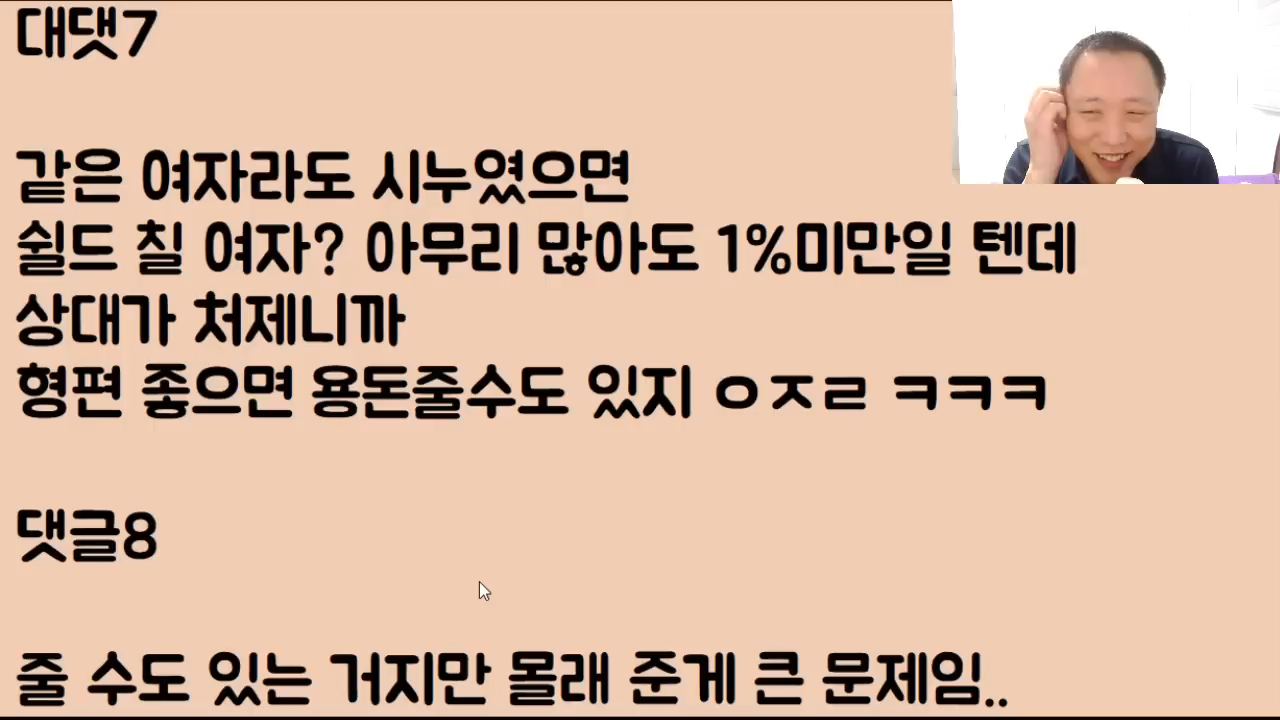 대댓7
같은 여자라도 시누였으면
쉴드 칠 여자? 아무리 많아도 1%미만일 텐데
상대가 처제니까
형편 좋으면 용돈줄수도 있지 ㅇㅈㄹ ㅋㅋㅋ
댓글8
줄 수도 있는 거지만 몰래 준게 큰 문제임..